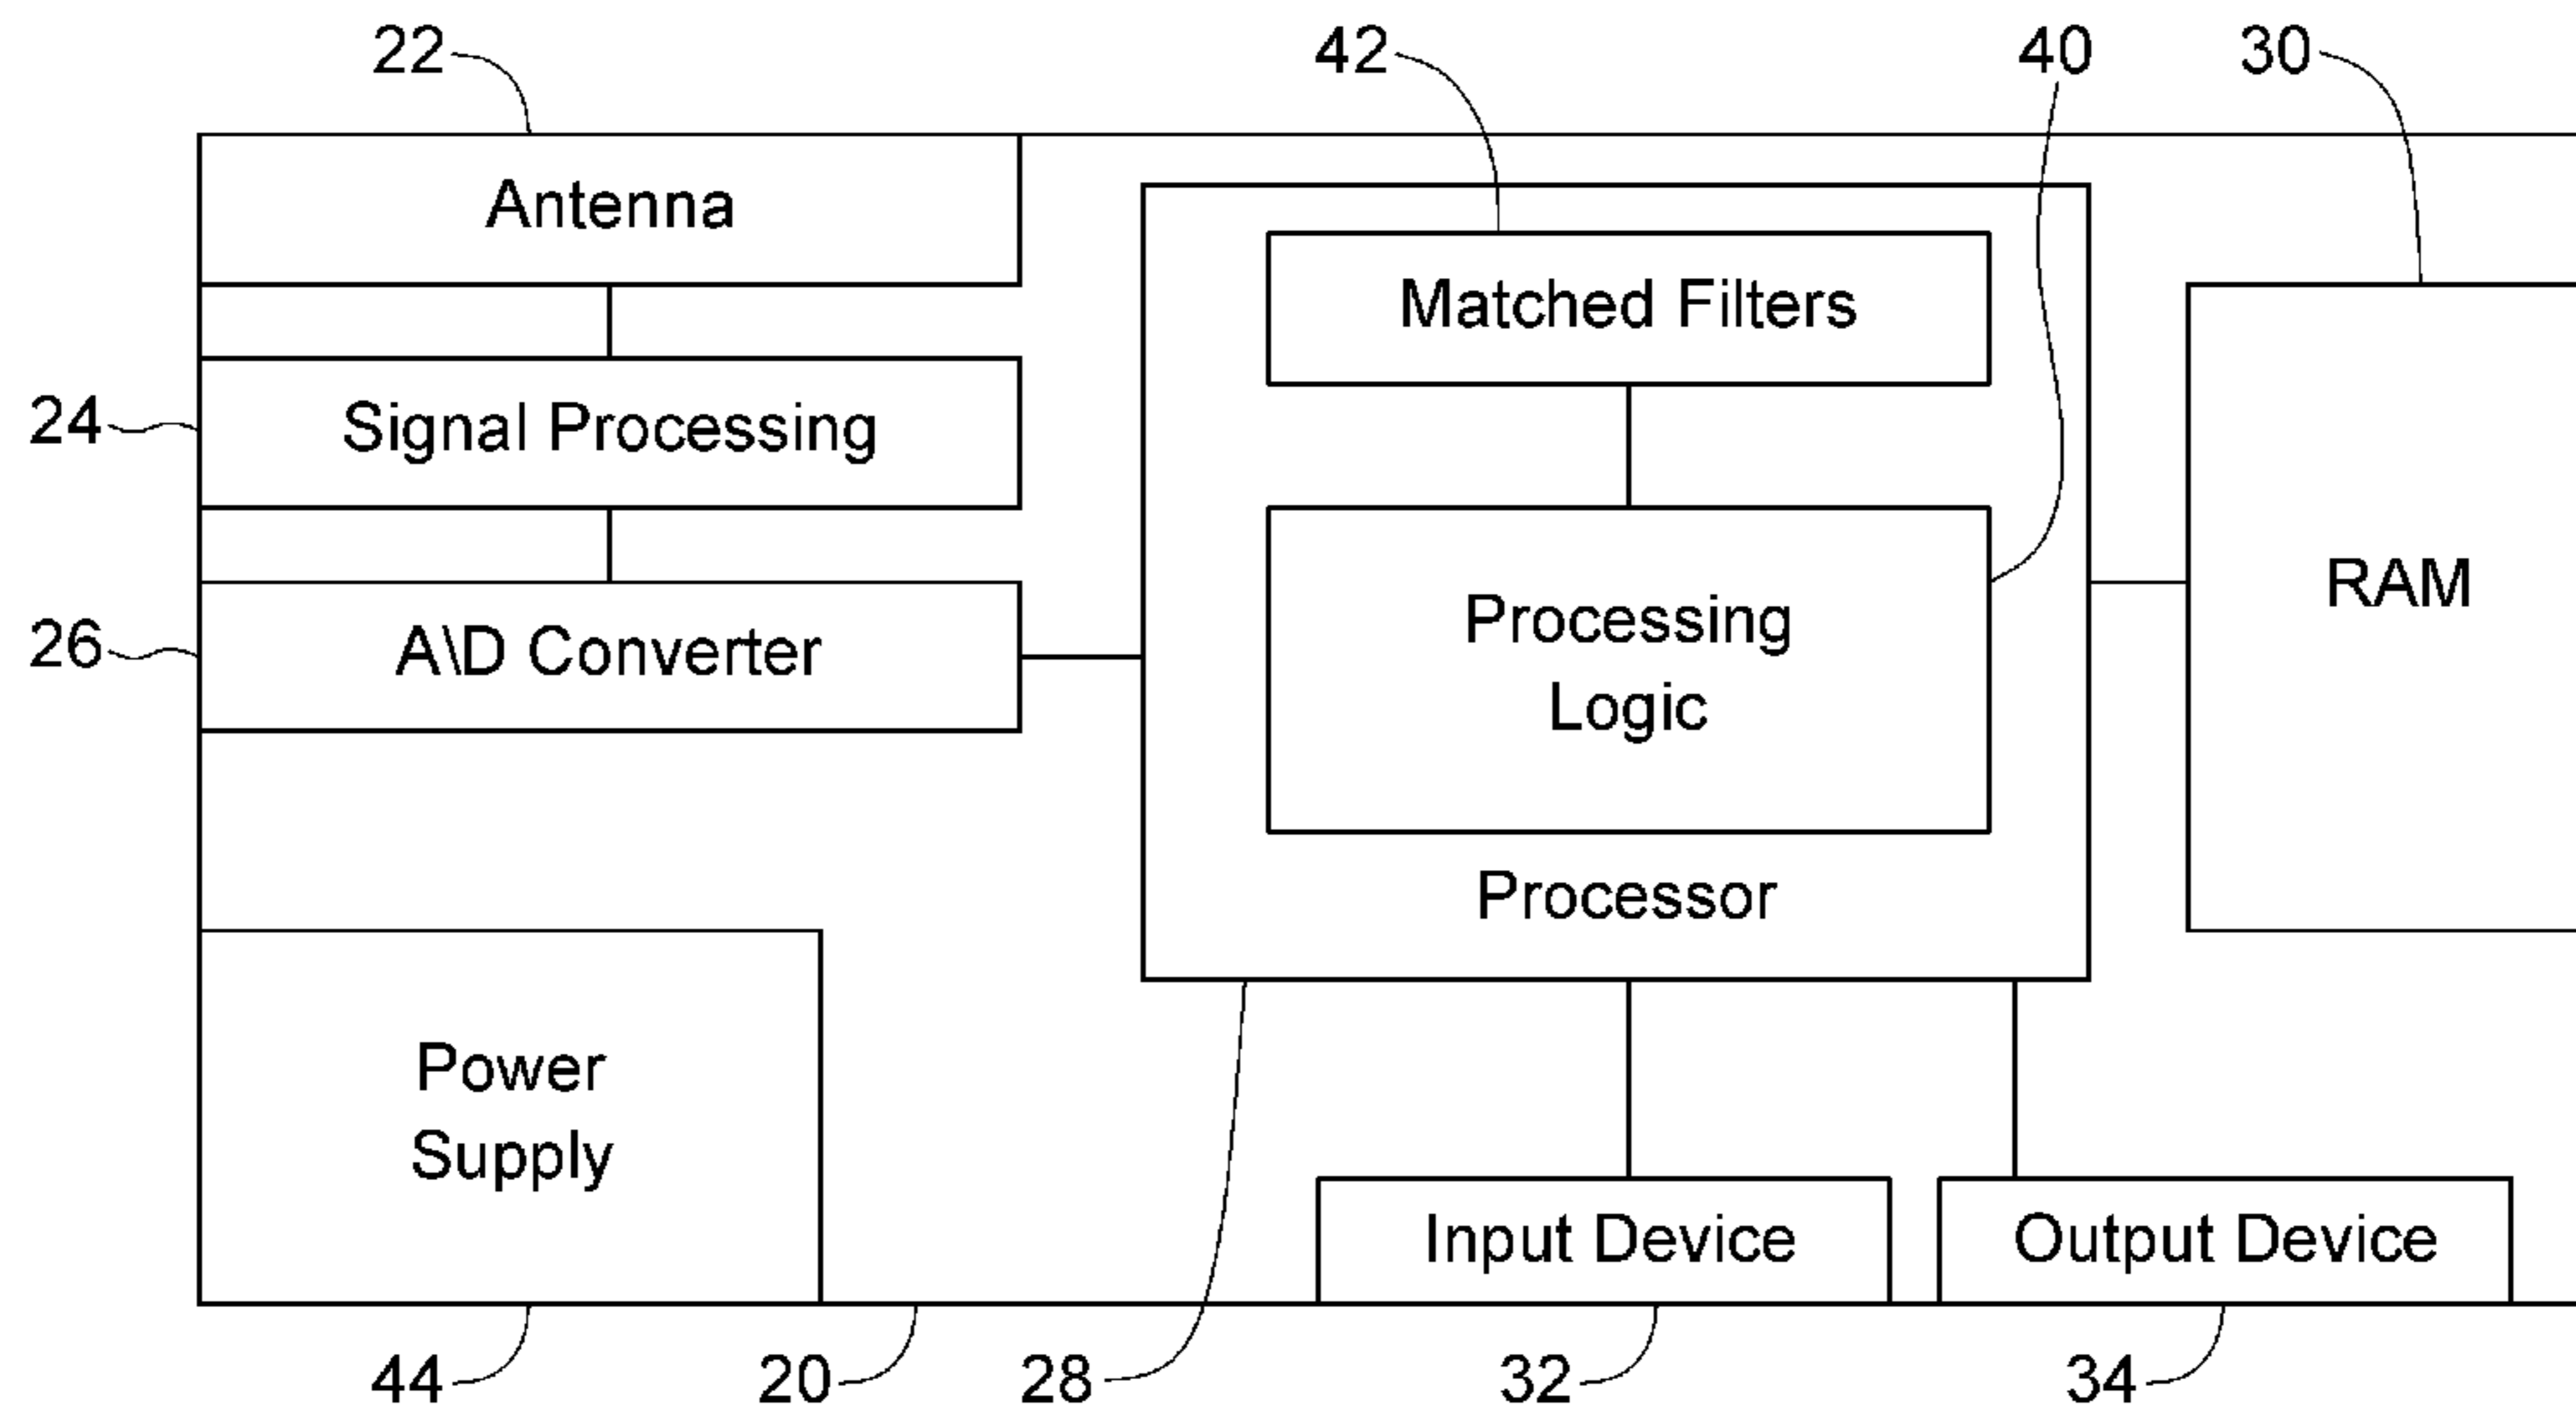 22
42
40
30
Antenna
Matched Filters
24
Signal Processing
RAM
26
A\D Converter
Processing
Logic
Processor
Power
Supply
Input Device
Output Device
44
20
28
32
34